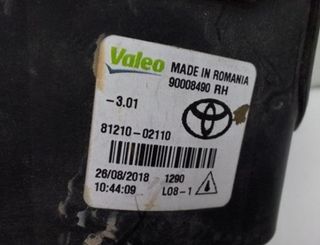 Valeo MADE IN ROMANIA
90008490 RH
-3.01
81210-02110
26/08/2018 1290
10:44:09 L08-1